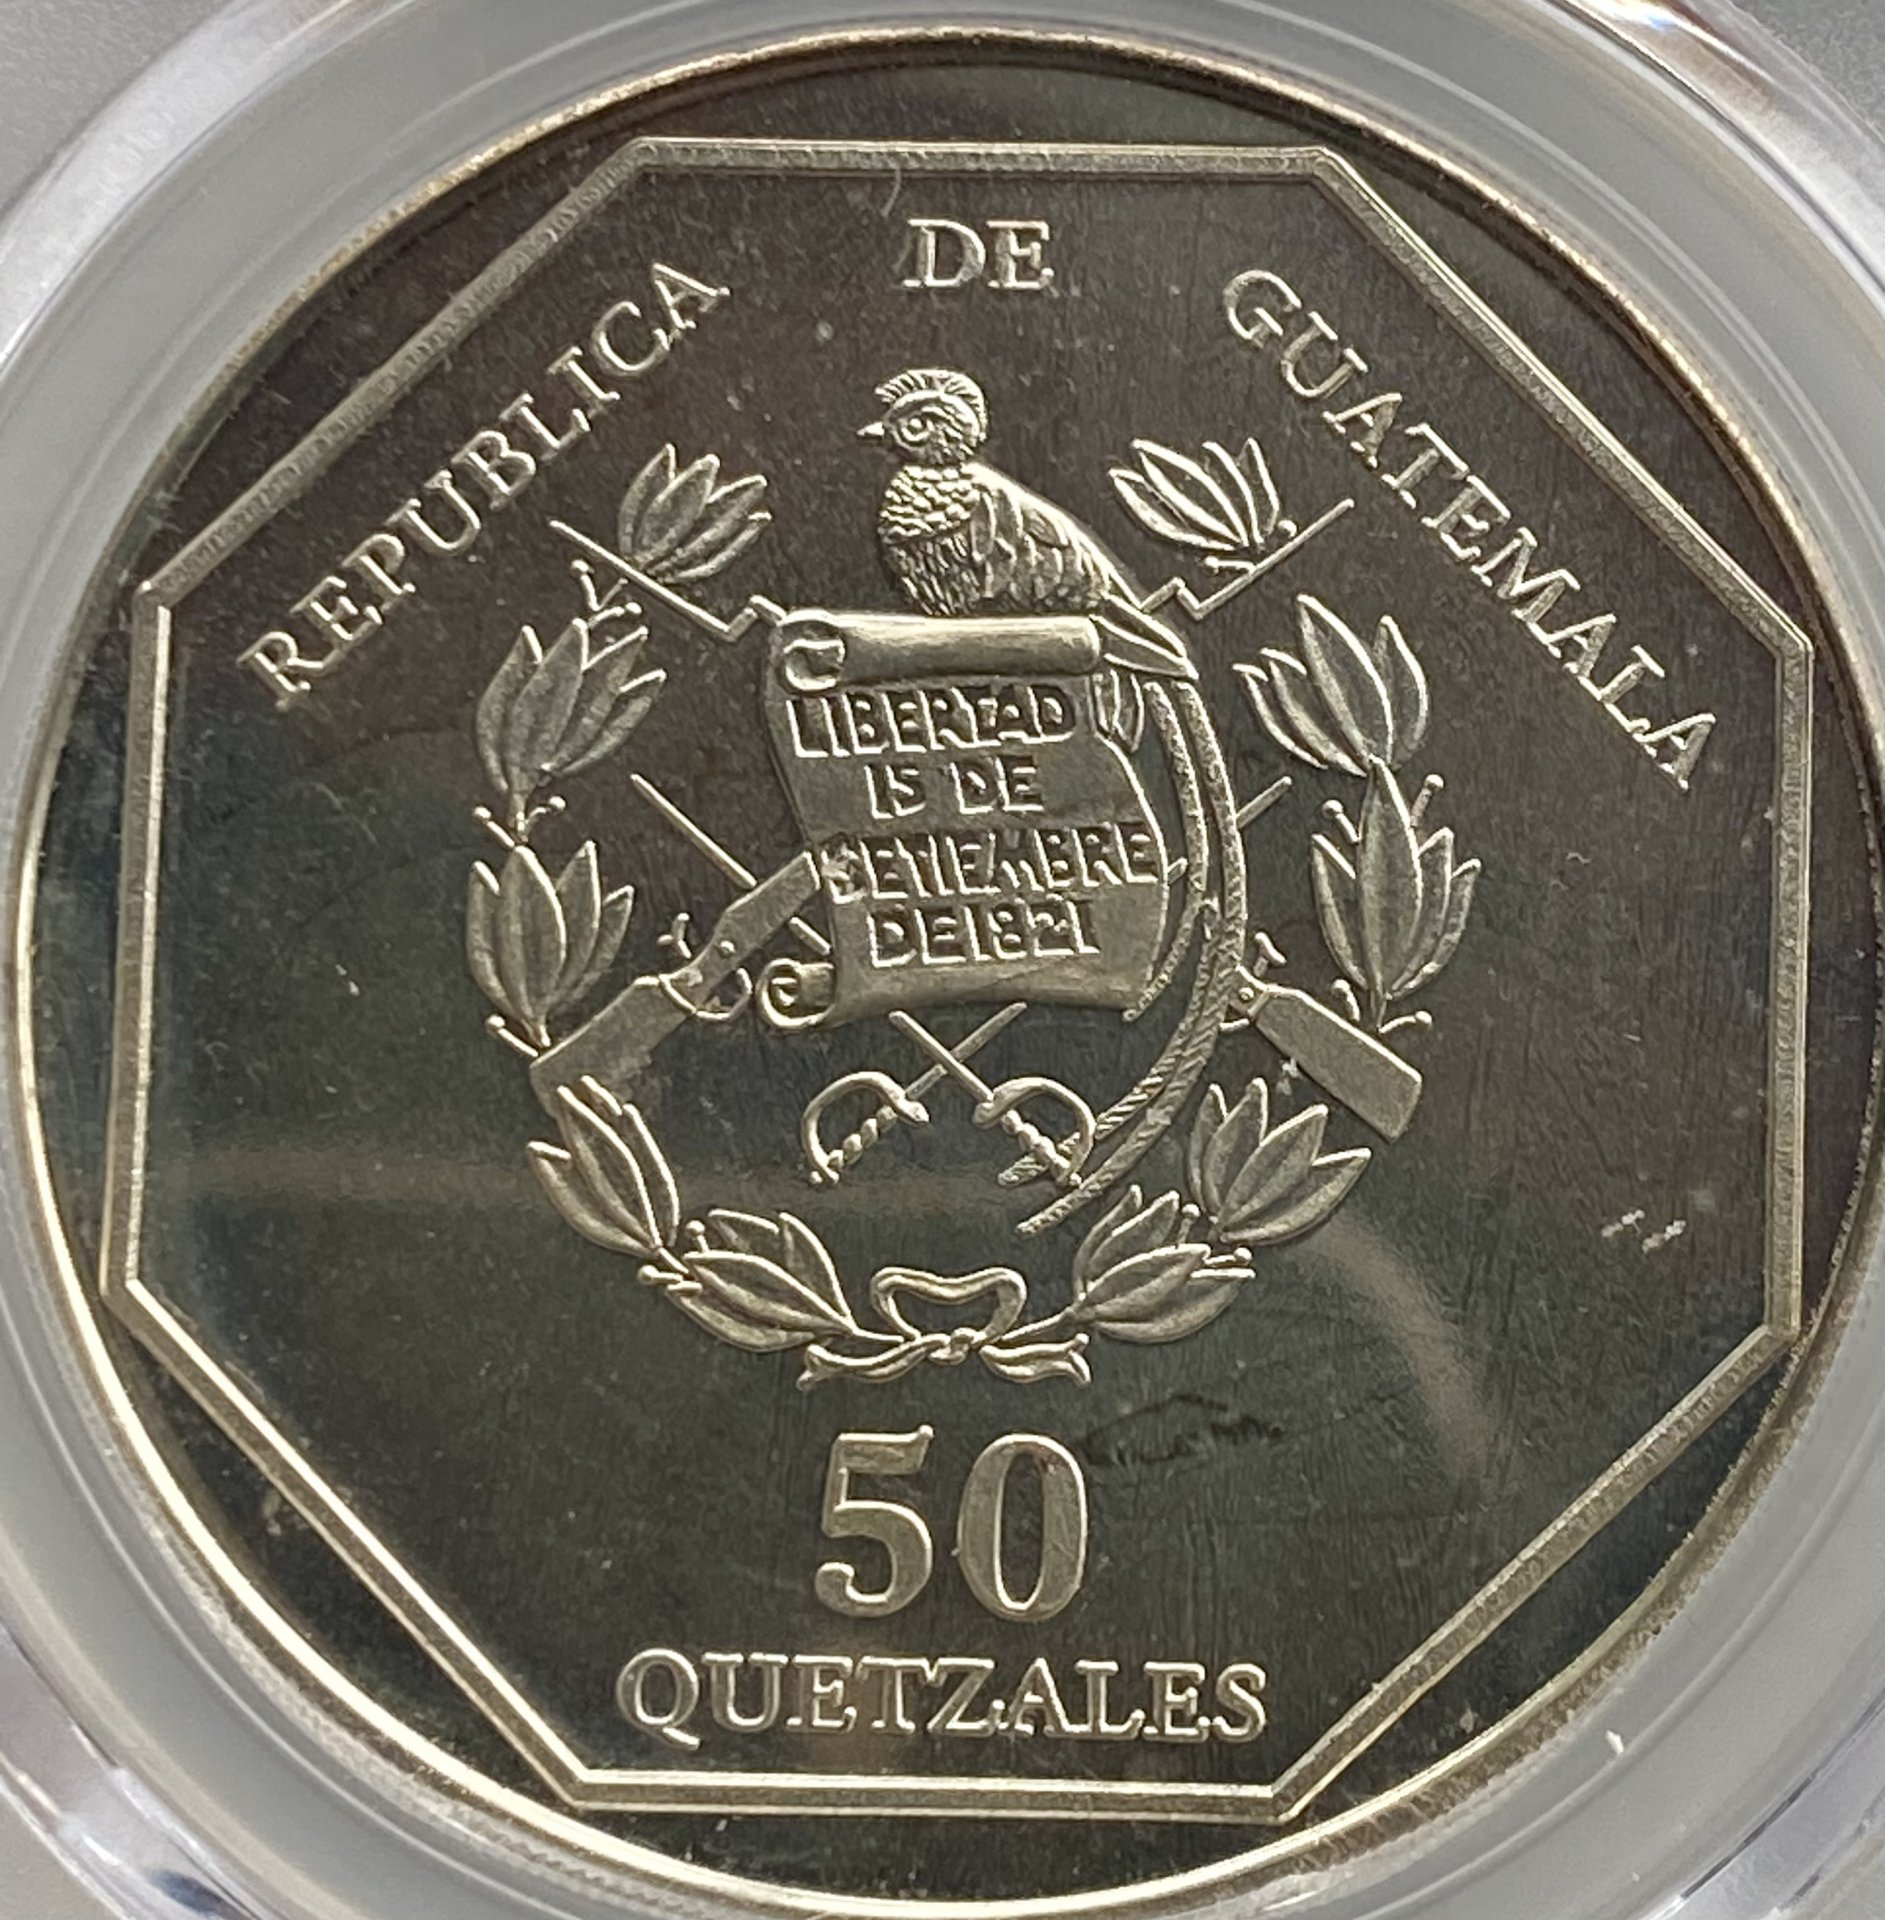 REPUBLICA DE GUATEMALA
LIBERTAD
15 DE
SETIEMBRE
DE 1821
50
QUETZALES